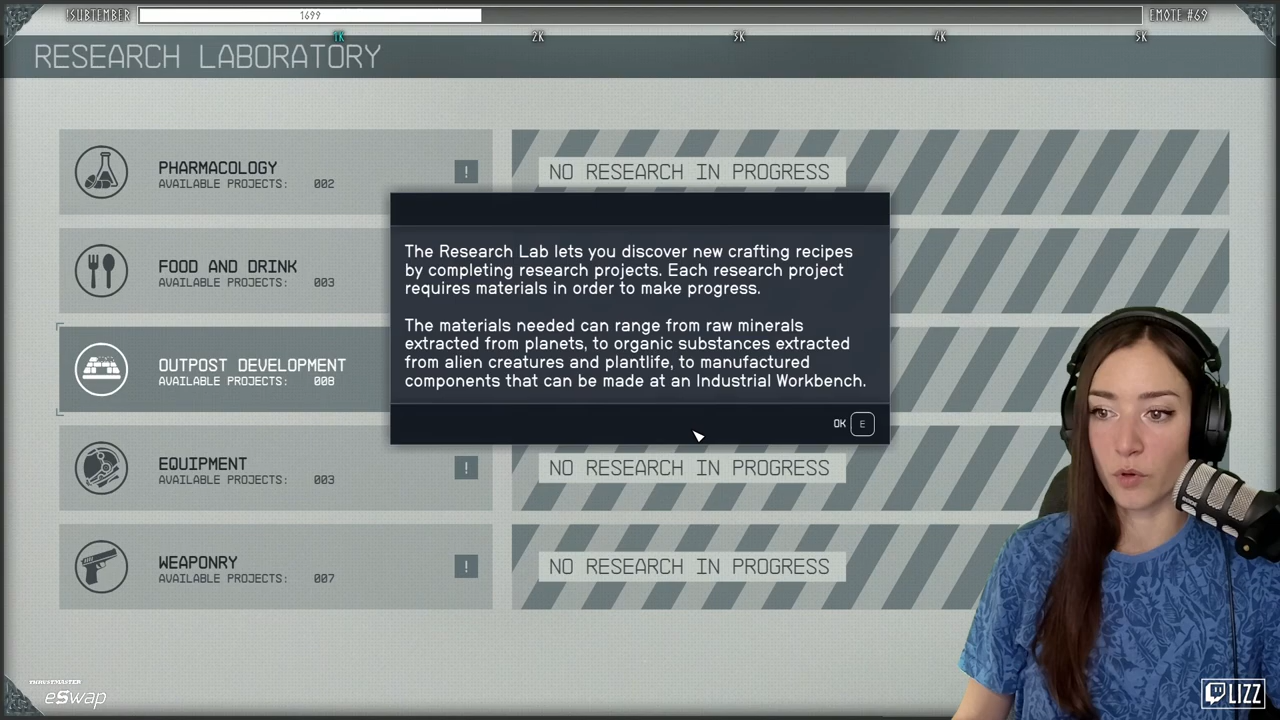 !SUBTEMBER
1699
EMOTE #69
1K
2K
3K
4K
5K
RESEARCH LABORATORY
PHARMACOLOGY
AVAILABLE PROJECTS: 002
!
NO RESEARCH IN PROGRESS
FOOD AND DRINK
AVAILABLE PROJECTS: 003
OUTPOST DEVELOPMENT
AVAILABLE PROJECTS: 008
EQUIPMENT
AVAILABLE PROJECTS: 003
!
NO RESEARCH IN PROGRESS
WEAPONRY
AVAILABLE PROJECTS: 007
!
NO RESEARCH IN PROGRESS
The Research Lab lets you discover new crafting recipes
by completing research projects. Each research project
requires materials in order to make progress.
The materials needed can range from raw minerals
extracted from planets, to organic substances extracted
from alien creatures and plantlife, to manufactured
components that can be made at an Industrial Workbench.
OK E
THRUSTMASTER
eSwap
LIZZ